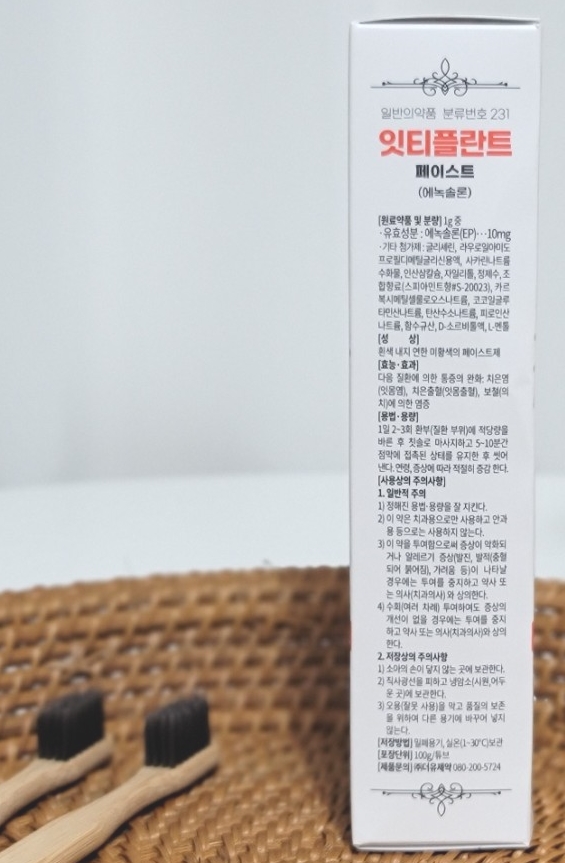 일반의약품 분류번호 231
잇티플란트
페이스트
(에녹솔론)
[원료약품 및 분량] 1g 중
·유효성분 : 에녹솔론(EP)···10mg
·기타 첨가제 : 글리세린, 라우로일아미도
프로필디메틸글리신용액, 사카린나트륨
수화물, 인산삼칼슘, 자일리톨, 정제수, 조
합향료(스피아민트향#S-20023), 카르
복시메틸셀룰로오스나트륨, 코코일글루
타민산나트륨, 탄산수소나트륨, 피로인산
나트륨, 함수규산, D-소르비톨액, L-멘톨
[성 상]
흰색 내지 연한 미황색의 페이스트제
[효능·효과]
다음 질환에 의한 통증의 완화: 치은염
(잇몸염), 치은출혈(잇몸출혈), 보철(의
치)에 의한 염증
[용법·용량]
1일 2~3회 환부(질환 부위)에 적당량을
바른 후 칫솔로 마사지하고 5~10분간
점막에 접촉된 상태를 유지한 후 씻어
낸다. 연령, 증상에 따라 적절히 증감 한다.
[사용상의 주의사항]
1. 일반적 주의
1) 정해진 용법·용량을 잘 지킨다.
2) 이 약은 치과용으로만 사용하고 안과
용 등으로는 사용하지 않는다.
3) 이 약을 투여함으로써 증상이 악화되
거나 알레르기 증상(발진, 발적(충혈
되어 붉어짐), 가려움 등)이 나타날
경우에는 투여를 중지하고 약사 또
는 의사(치과의사)와 상의한다.
4) 수회(여러 차례) 투여하여도 증상의
개선이 없을 경우에는 투여를 중지
하고 약사 또는 의사(치과의사)와 상의
한다.
2. 저장상의 주의사항
1) 소아의 손이 닿지 않는 곳에 보관한다.
2) 직사광선을 피하고 냉암소(시원,어두
운 곳)에 보관한다.
3) 오용(잘못 사용)을 막고 품질의 보존
을 위하여 다른 용기에 바꾸어 넣지
않는다.
[저장방법] 밀폐용기, 실온(1~30℃)보관
[포장단위] 100g/튜브
[제품문의] ㈜더유제약 080-200-5724